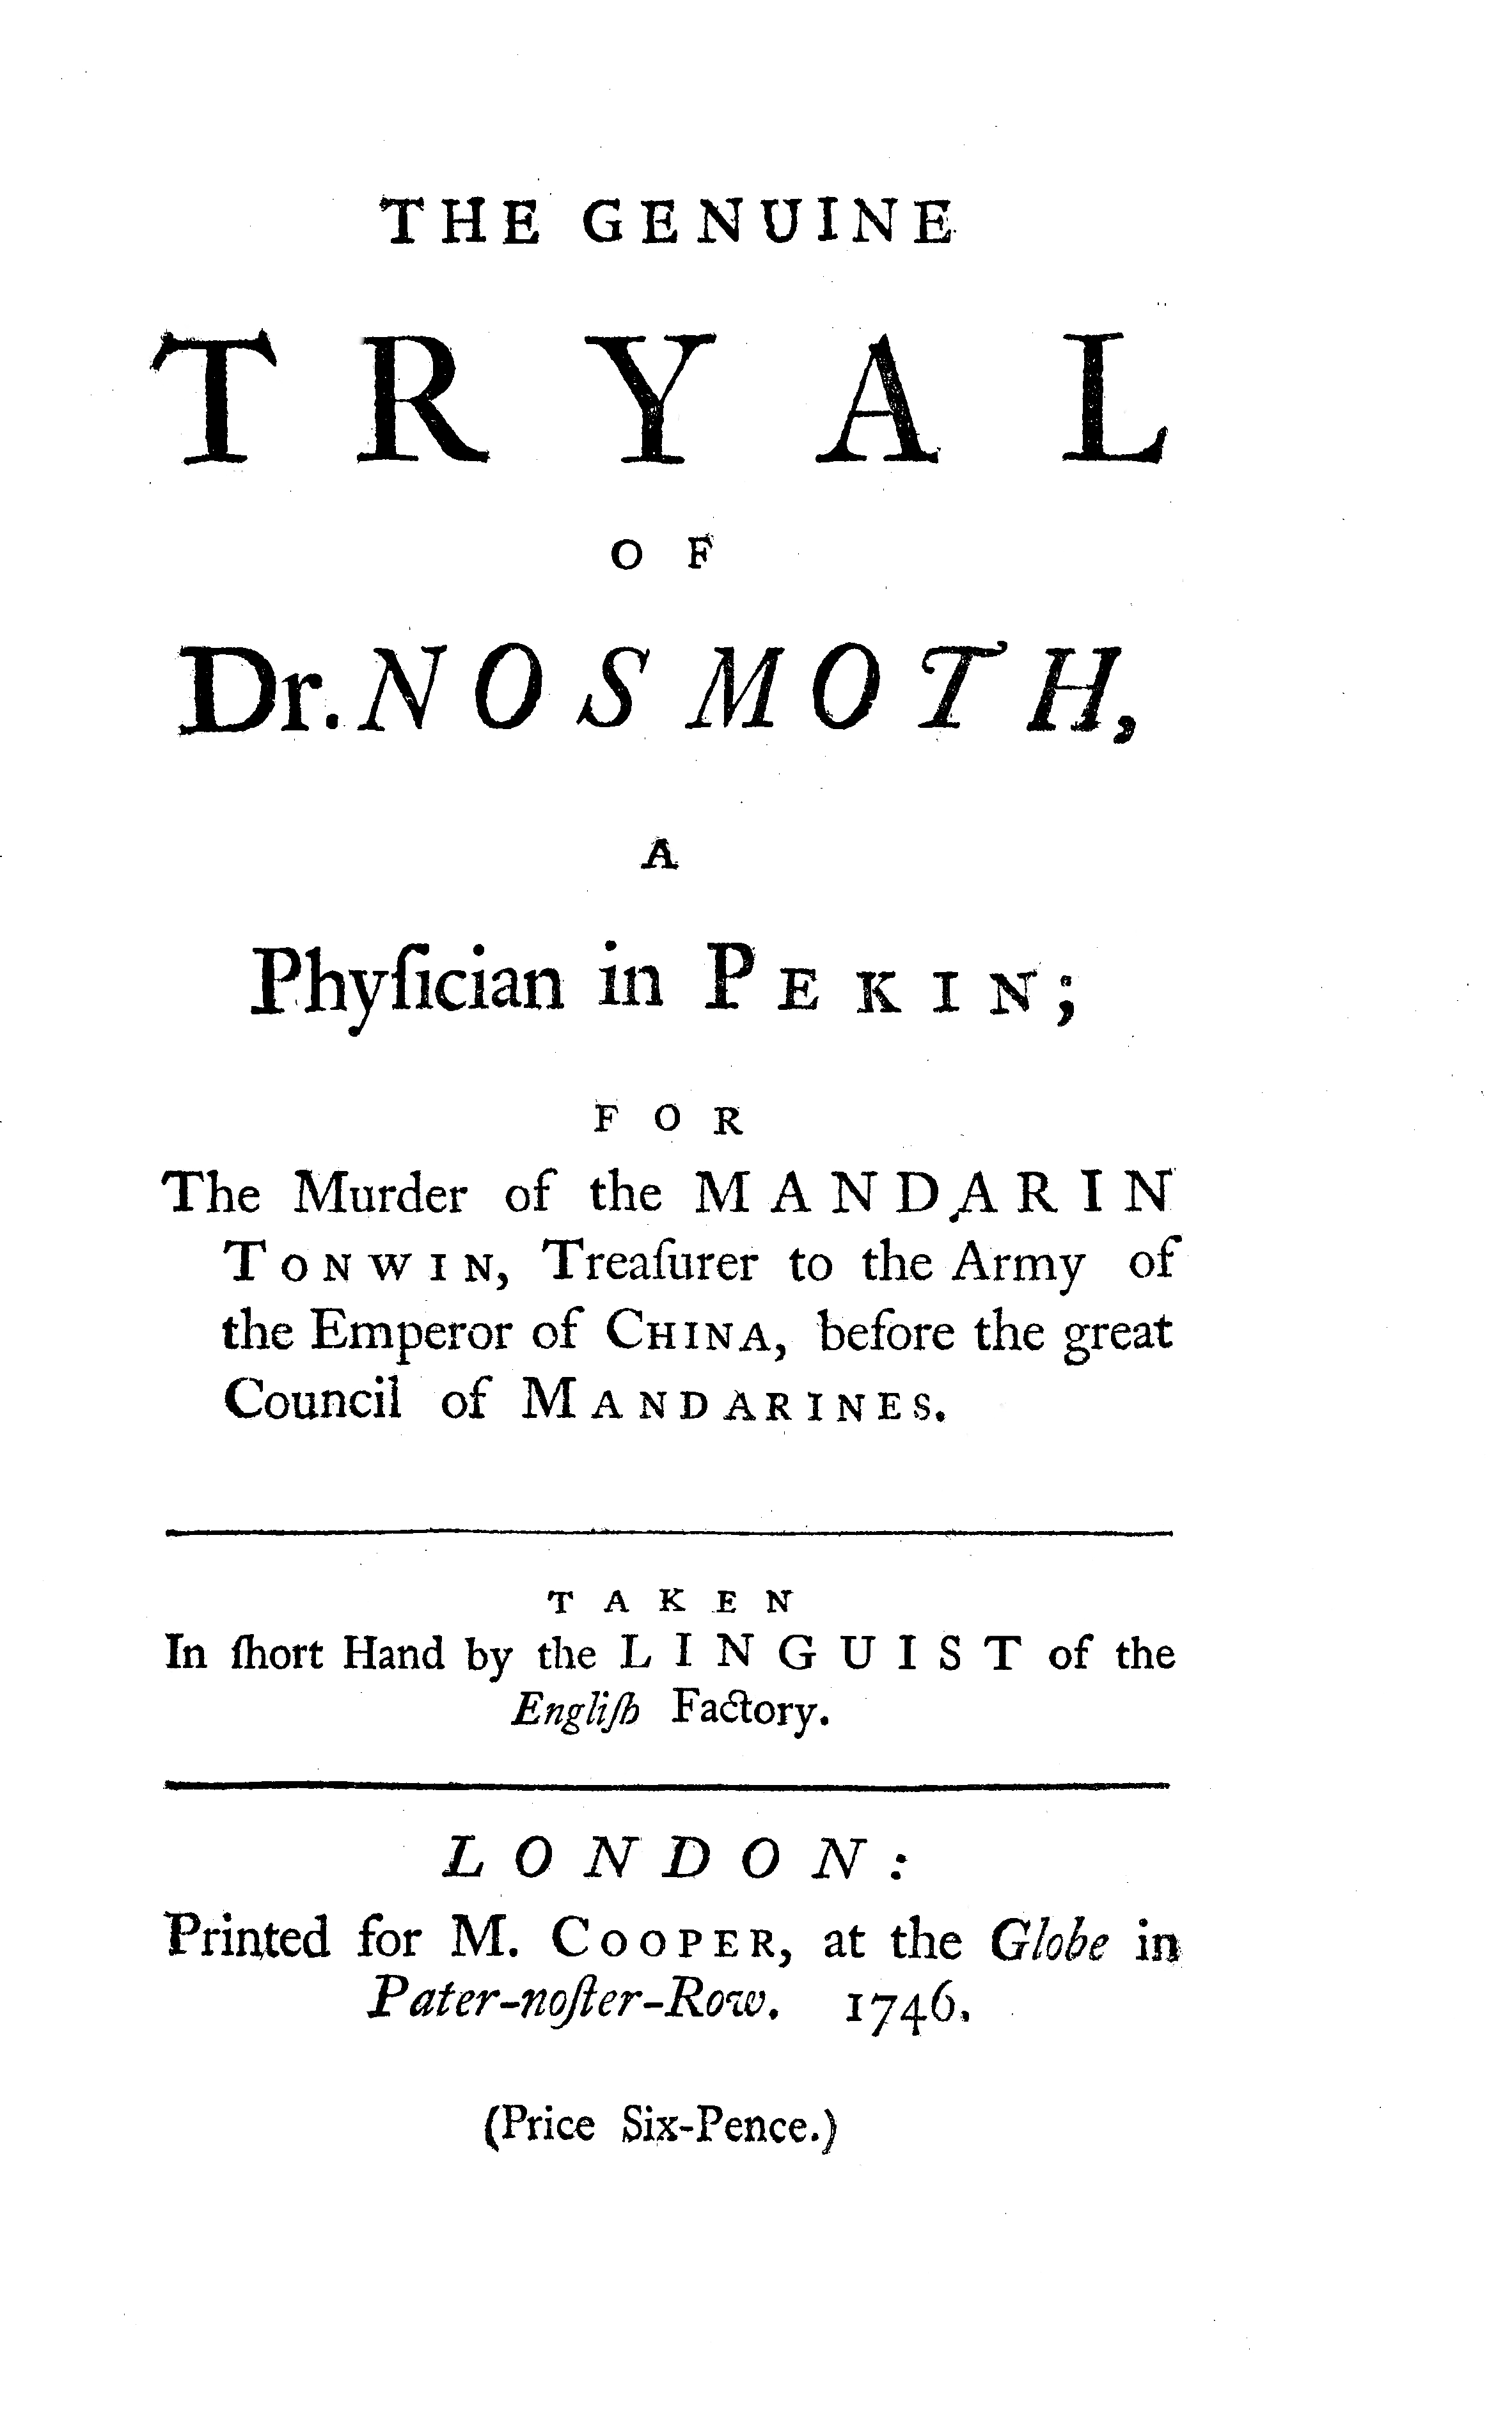 THE GENUINE
TRYAL
OF
Dr. NOSMOTH,
A
Phyſician in PEKIN;
FOR
The Murder of the MANDARIN
TONWIN, Treaſurer to the Army of
the Emperor of CHINA, before the great
Council of MANDARINES.
TAKEN
In ſhort Hand by the LINGUIST of the
Engliſh Factory.
LONDON:
Printed for M. COOPER, at the Globe in
Pater-noſter-Row. 1746.
(Price Six-Pence.)